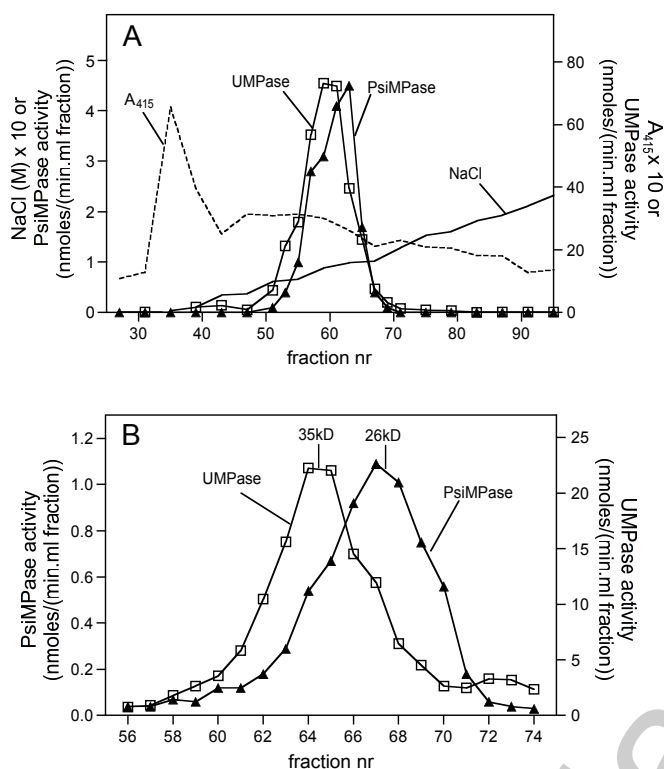 A
NaCl (M) x 10 or
PsiMPase activity
(nmoles/(min.ml fraction))
5
4
3
2
1
0
A415
UMPase
PsiMPase
NaCl
80
60
40
20
0
A415x 10 or
UMPase activity
(nmoles/(min.ml fraction))
30 40 50 60 70 80 90
fraction nr
B
35kD 26kD
PsiMPase activity
(nmoles/(min.ml fraction))
1.2
1.0
0.8
0.6
0.4
0.2
0.0
UMPase
PsiMPase
25
20
15
10
5
0
UMPase activity
(nmoles/(min.ml fraction))
56 58 60 62 64 66 68 70 72 74
fraction nr